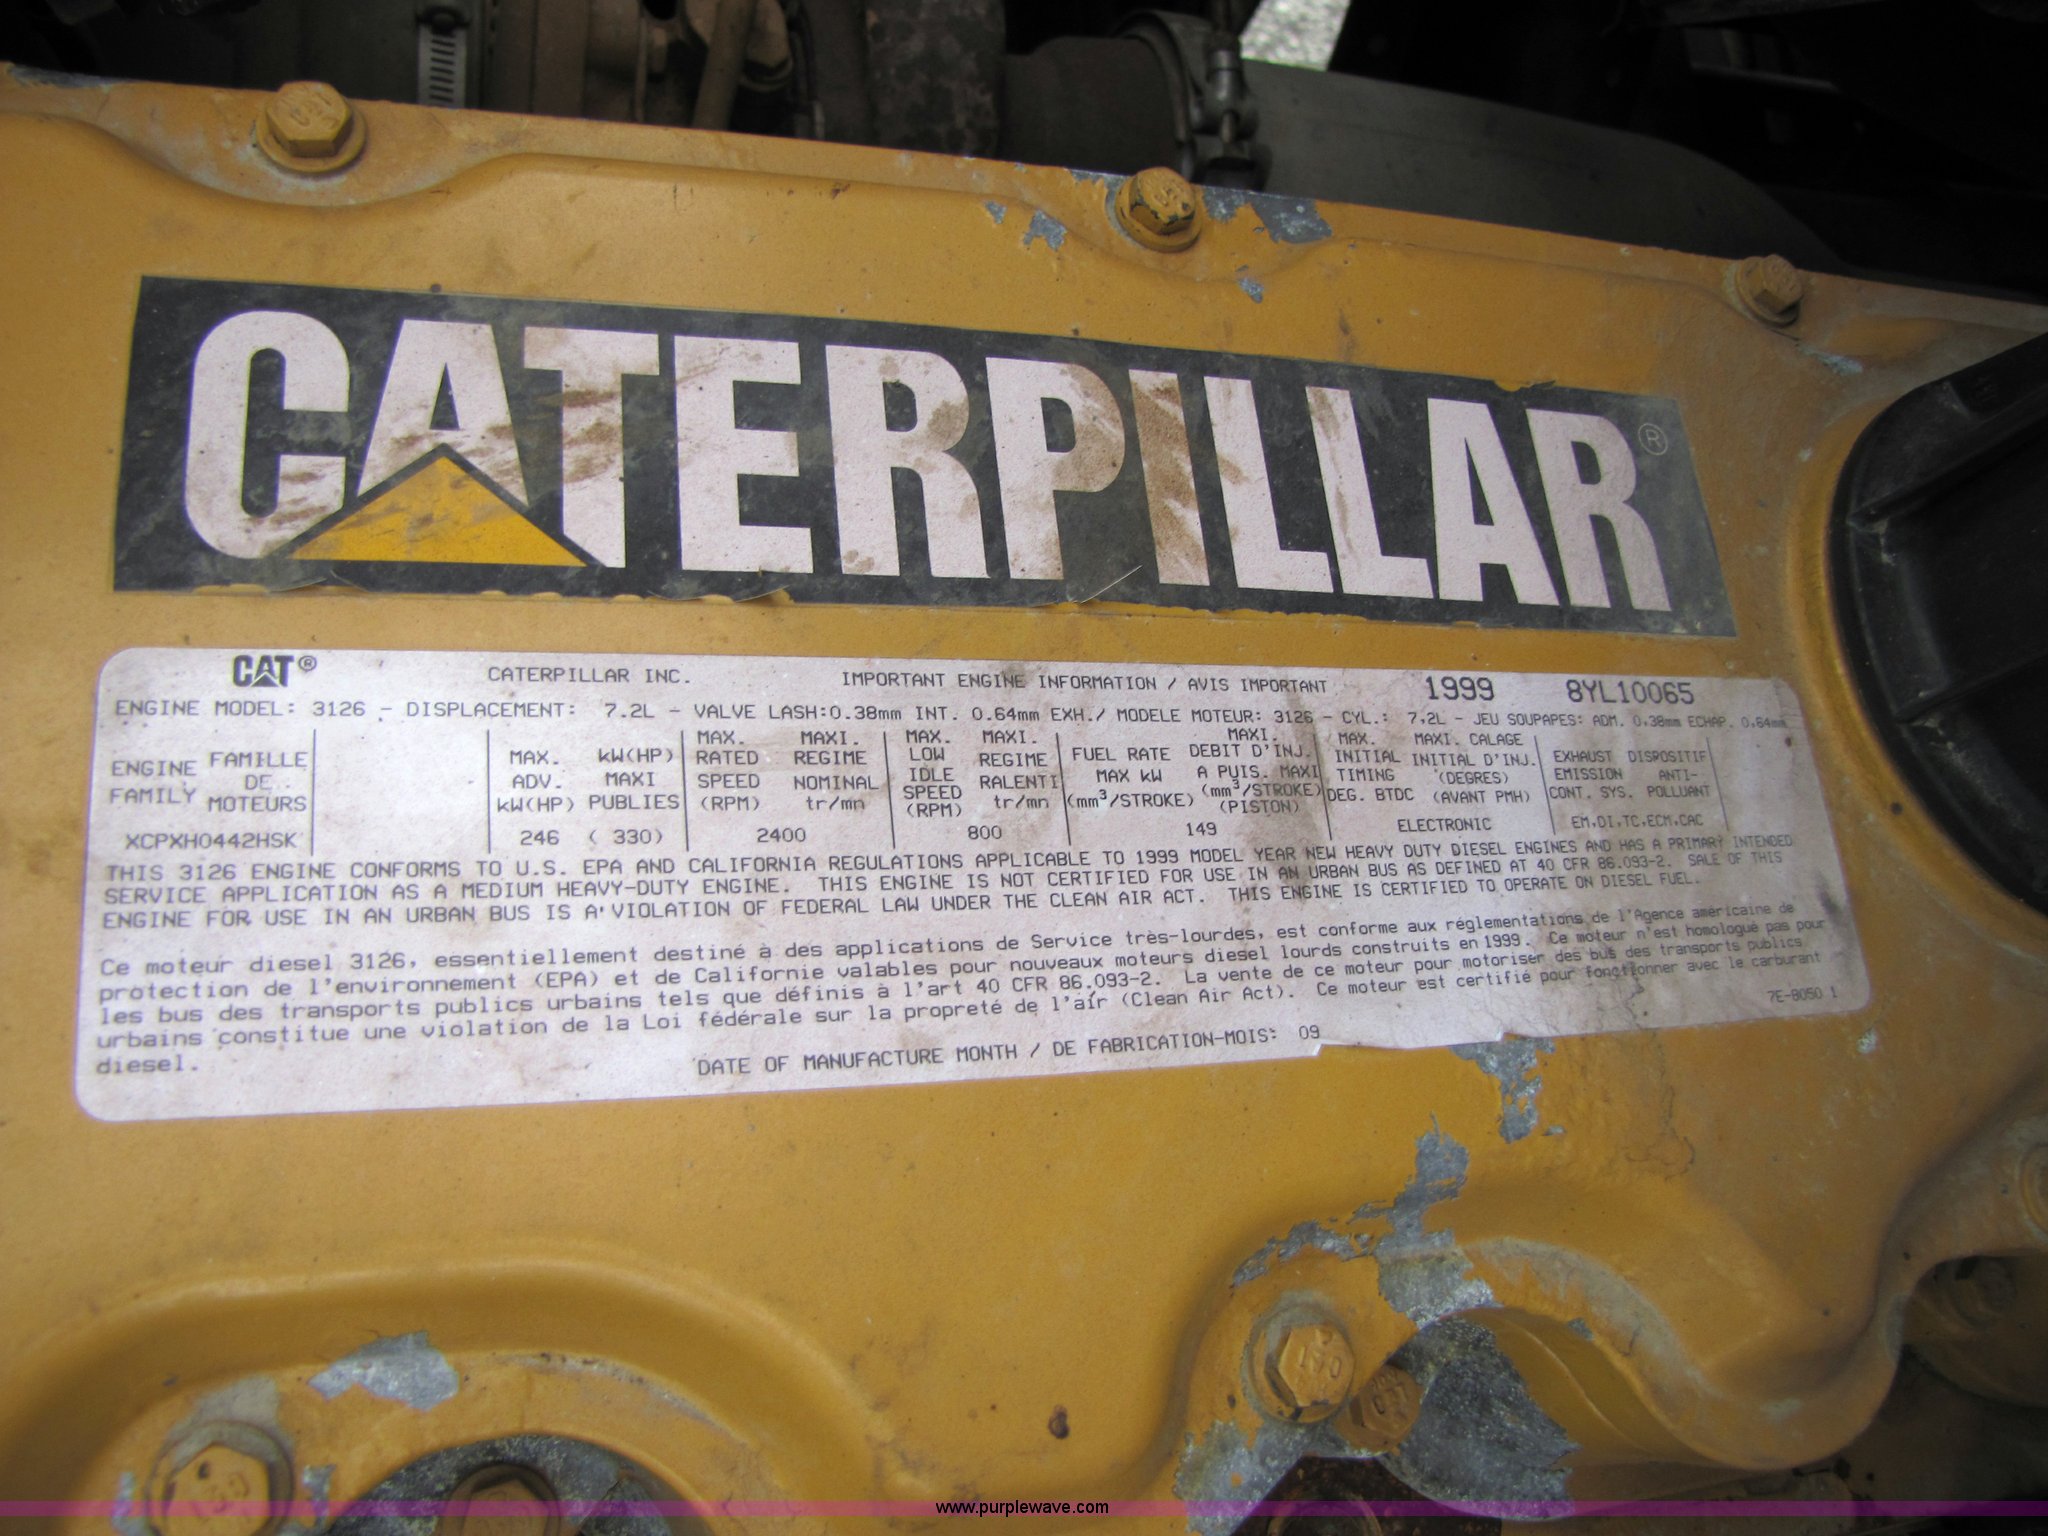 CATERPILLAR ®
CAT® CATERPILLAR INC. IMPORTANT ENGINE INFORMATION / AVIS IMPORTANT 1999 8YL10065
ENGINE MODEL: 3126 - DISPLACEMENT: 7.2L - VALVE LASH:0.38mm INT. 0.64mm EXH./ MODELE MOTEUR: 3126 - CYL.: 7,2L - JEU SOUPAPES: ADM. 0,38mm ECHAP. 0,64mm
ENGINE FAMILY
FAMILLE DE MOTEURS
XCPXH0442HSK
MAX. ADV. kW(HP)
kW(HP) MAXI PUBLIES
246 ( 330)
MAX. RATED SPEED (RPM)
MAXI. REGIME NOMINAL tr/mn
2400
MAX. LOW IDLE SPEED (RPM)
MAXI. REGIME RALENTI tr/mn
800
FUEL RATE MAX kW (mm³/STROKE)
MAXI. DEBIT D'INJ. A PUIS. MAXI (mm³/STROKE) (PISTON)
149
MAX. INITIAL TIMING DEG. BTDC
MAXI. CALAGE INITIAL D'INJ. (DEGRES) (AVANT PMH)
ELECTRONIC
EXHAUST EMISSION CONT. SYS.
DISPOSITIF ANTI-POLLUANT
EM,DI,TC,ECM,CAC
THIS 3126 ENGINE CONFORMS TO U.S. EPA AND CALIFORNIA REGULATIONS APPLICABLE TO 1999 MODEL YEAR NEW HEAVY DUTY DIESEL ENGINES AND HAS A PRIMARY INTENDED
SERVICE APPLICATION AS A MEDIUM HEAVY-DUTY ENGINE. THIS ENGINE IS NOT CERTIFIED FOR USE IN AN URBAN BUS AS DEFINED AT 40 CFR 86.093-2. SALE OF THIS
ENGINE FOR USE IN AN URBAN BUS IS A VIOLATION OF FEDERAL LAW UNDER THE CLEAN AIR ACT. THIS ENGINE IS CERTIFIED TO OPERATE ON DIESEL FUEL.
Ce moteur diesel 3126, essentiellement destiné à des applications de Service très-lourdes, est conforme aux réglementations de l'Agence américaine de
protection de l'environnement (EPA) et de Californie valables pour nouveaux moteurs diesel lourds construits en 1999. Ce moteur n'est homologué pas pour
les bus des transports publics urbains tels que définis à l'art 40 CFR 86.093-2. La vente de ce moteur pour motoriser des bus des transports publics
urbains constitue une violation de la Loi fédérale sur la propreté de l'air (Clean Air Act). Ce moteur est certifié pour fonctionner avec le carburant
diesel.
7E-8050 1
DATE OF MANUFACTURE MONTH / DE FABRICATION-MOIS: 09
www.purplewave.com